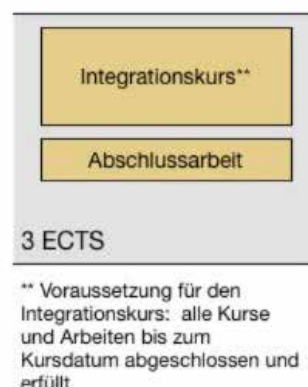 Integrationskurs**
Abschlussarbeit
3 ECTS
** Voraussetzung für den
Integrationskurs: alle Kurse
und Arbeiten bis zum
Kursdatum abgeschlossen und
erfüllt